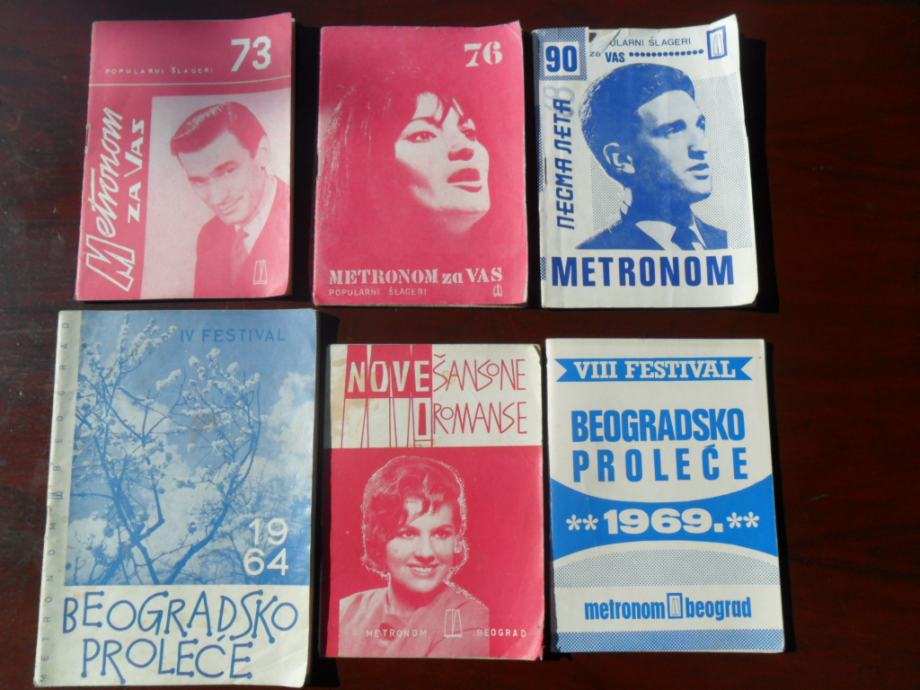 POPULARNI ŠLAGERI
73
Metronom
ZA VAS
76
METRONOM za VAS
POPULARNI ŠLAGERI
90
ULARNI ŠLAGERI
za VAS
ПЕСМА ЛЕТА
METRONOM
IV FESTIVAL
METRONOM BEOGRAD
19
64
BEOGRADSKO
PROLEĆE
NOVE ŠANSONE
I ROMANSE
METRONOM BEOGRAD
VIII FESTIVAL
BEOGRADSKO
PROLEĆE
**1969.**
metronom beograd